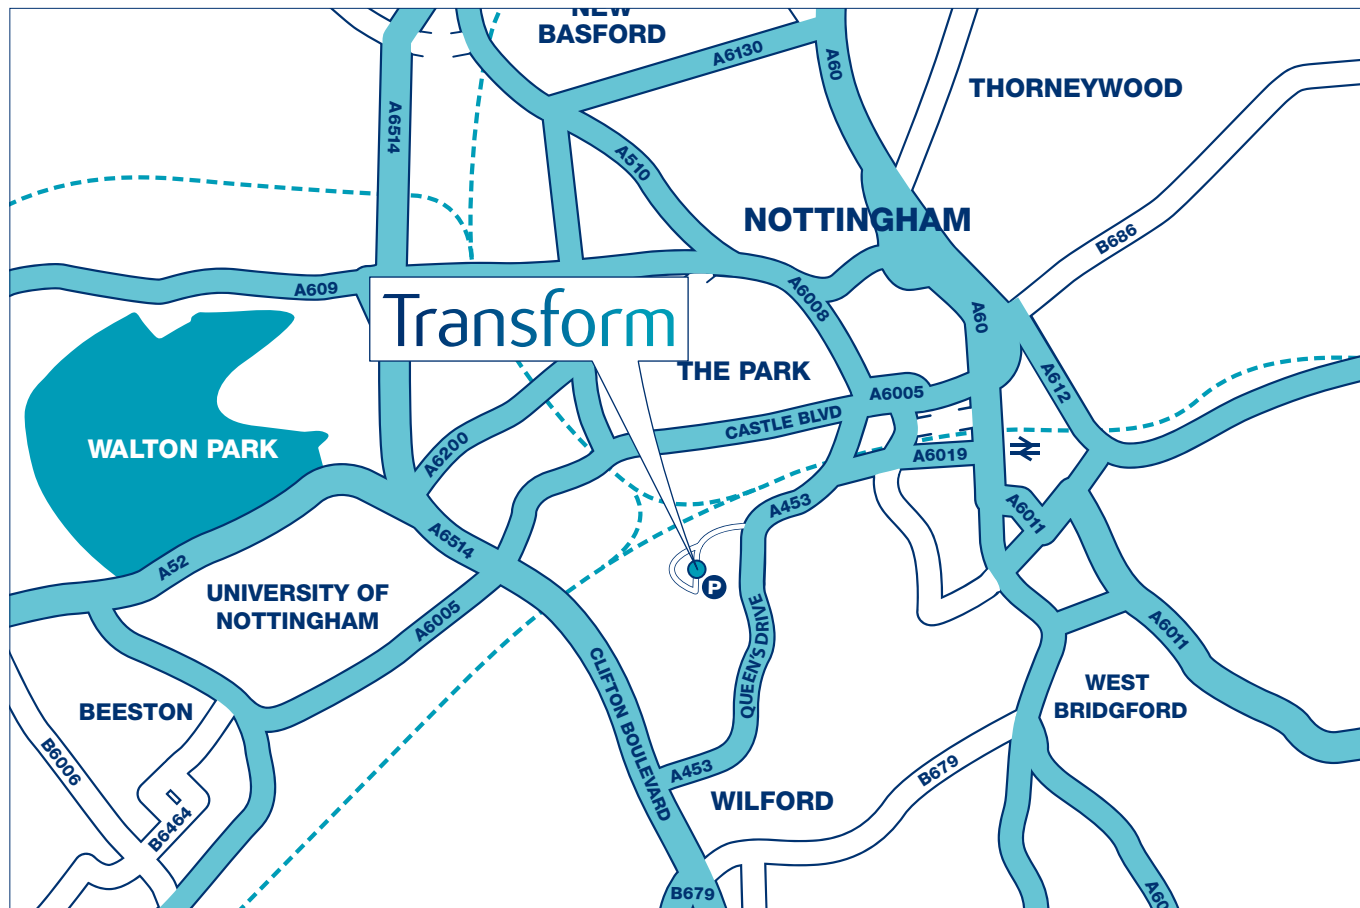 NEW
BASFORD
A6130
A60
THORNEYWOOD
A6514
A510
NOTTINGHAM
B686
A609
A6008
A60
Transform
THE PARK
A612
A6005
CASTLE BLVD
WALTON PARK
A6200
A6019
A453
A6011
A6514
A52
UNIVERSITY OF
NOTTINGHAM
A6005
P
QUEEN'S DRIVE
A6011
CLIFTON BOULEVARD
WEST
BRIDGFORD
BEESTON
B6006
A453
B679
WILFORD
B6464
B679
A60